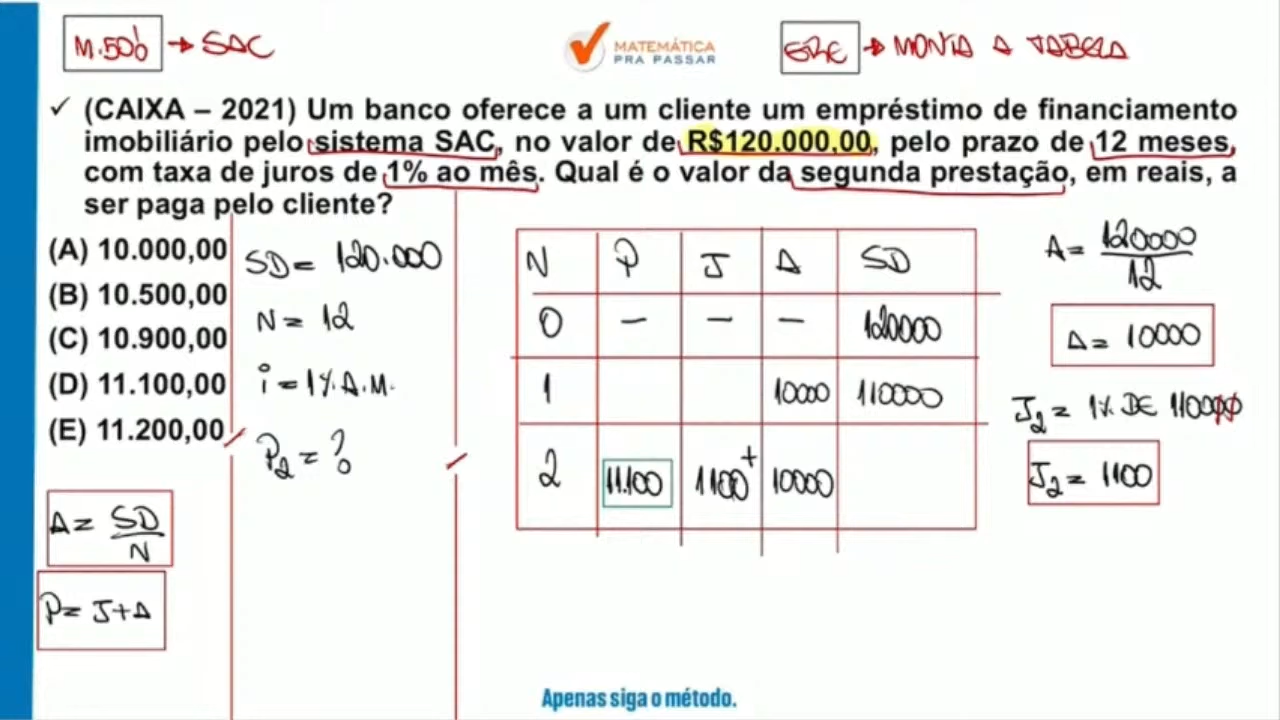 M.506 → SAC
MATEMÁTICA
PRA PASSAR
→ MONTA A TABELA
✓ (CAIXA – 2021) Um banco oferece a um cliente um empréstimo de financiamento
imobiliário pelo sistema SAC, no valor de R$120.000,00, pelo prazo de 12 meses,
com taxa de juros de 1% ao mês. Qual é o valor da segunda prestação, em reais, a
ser paga pelo cliente?
(A) 10.000,00
(B) 10.500,00
(C) 10.900,00
(D) 11.100,00
(E) 11.200,00
A = SD
N
P = J + A
SD = 120.000
N = 12
i = 1% A.M.
P2 = ?
N P J A SD
0 – – – 120000
1 10000 110000
2 11.100 1100 + 10000
A = 120000
12
A = 10000
J2 = 1% DE 110000
J2 = 1100
Apenas siga o método.